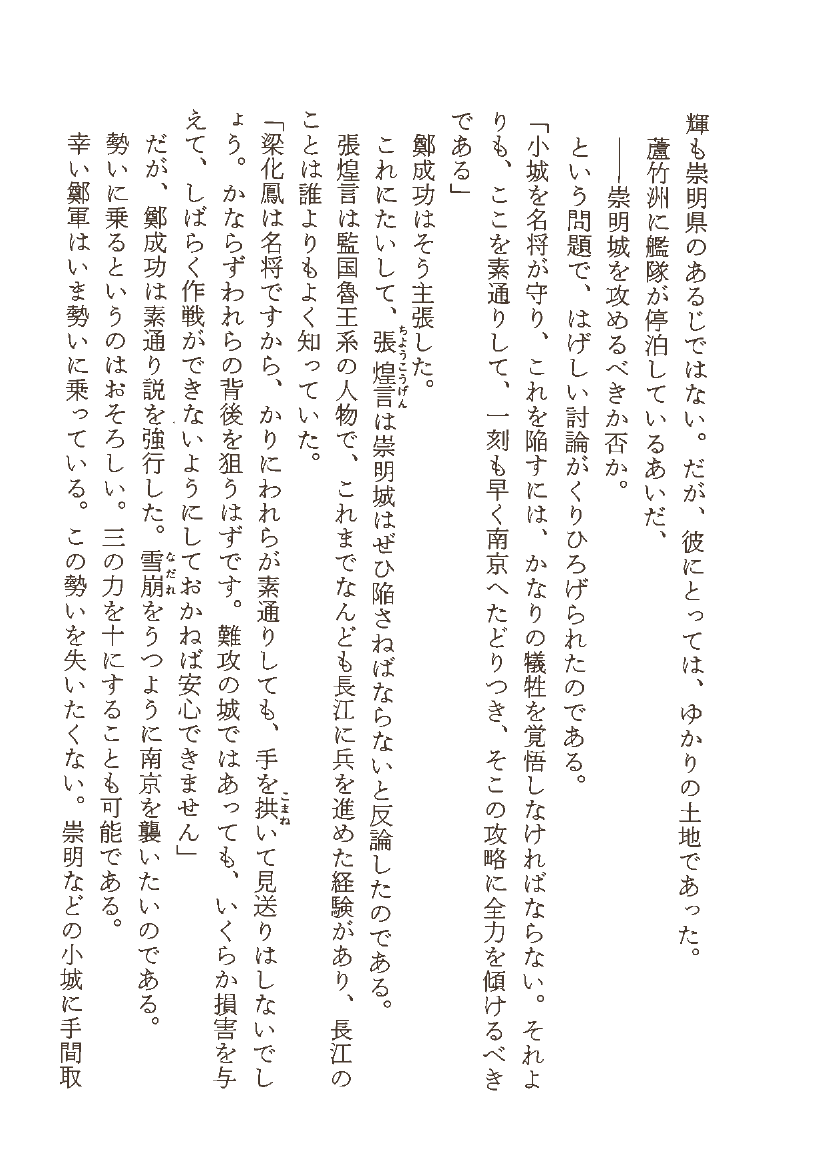 輝も崇明県のあるじではない。だが、彼にとっては、ゆかりの土地であった。
蘆竹洲に艦隊が停泊しているあいだ、
――崇明城を攻めるべきか否か。
という問題で、はげしい討論がくりひろげられたのである。
「小城を名将が守り、これを陥すには、かなりの犠牲を覚悟しなければならない。それよ
りも、ここを素通りして、一刻も早く南京へたどりつき、そこの攻略に全力を傾けるべき
である」
鄭成功はそう主張した。
これにたいして、張煌言は崇明城はぜひ陥さねばならないと反論したのである。
ちょうこうげん
張煌言は監国魯王系の人物で、これまでなんども長江に兵を進めた経験があり、長江の
ことは誰よりもよく知っていた。
「梁化鳳は名将ですから、かりにわれらが素通りしても、手を拱いて見送りはしないでし
こまね
ょう。かならずわれらの背後を狙うはずです。難攻の城ではあっても、いくらか損害を与
えて、しばらく作戦ができないようにしておかねば安心できません」
だが、鄭成功は素通り説を強行した。雪崩をうつように南京を襲いたいのである。
なだれ
勢いに乗るというのはおそろしい。三の力を十にすることも可能である。
幸い鄭軍はいま勢いに乗っている。この勢いを失いたくない。崇明などの小城に手間取